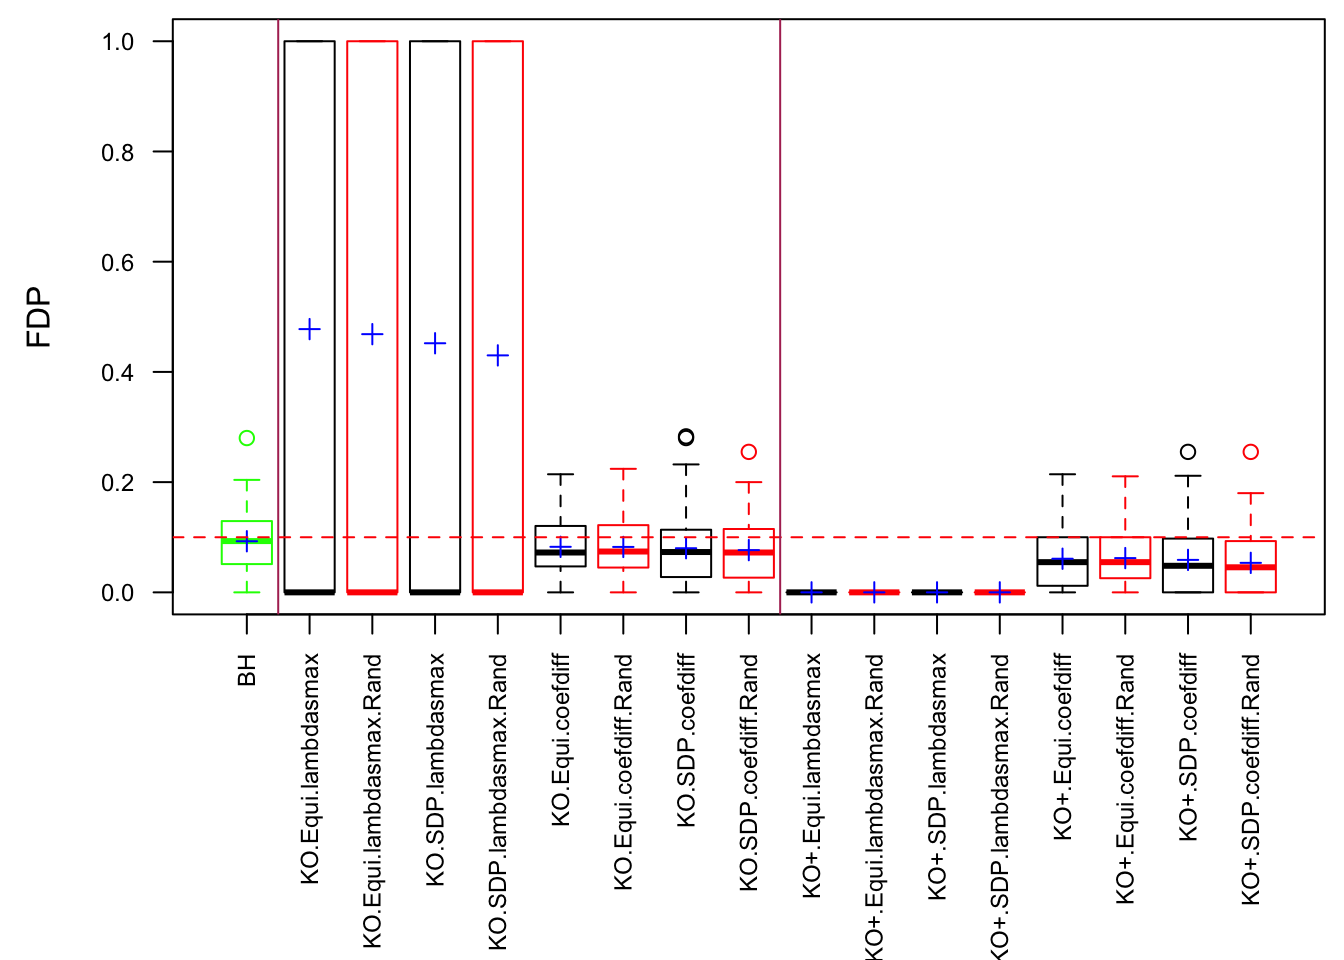 FDP
1.0
0.8
0.6
0.4
0.2
0.0
BH
KO.Equi.lambdasmax
KO.Equi.lambdasmax.Rand
KO.SDP.lambdasmax
KO.SDP.lambdasmax.Rand
KO.Equi.coefdiff
KO.Equi.coefdiff.Rand
KO.SDP.coefdiff
KO.SDP.coefdiff.Rand
KO+.Equi.lambdasmax
KO+.Equi.lambdasmax.Rand
KO+.SDP.lambdasmax
KO+.SDP.lambdasmax.Rand
KO+.Equi.coefdiff
KO+.Equi.coefdiff.Rand
KO+.SDP.coefdiff
KO+.SDP.coefdiff.Rand